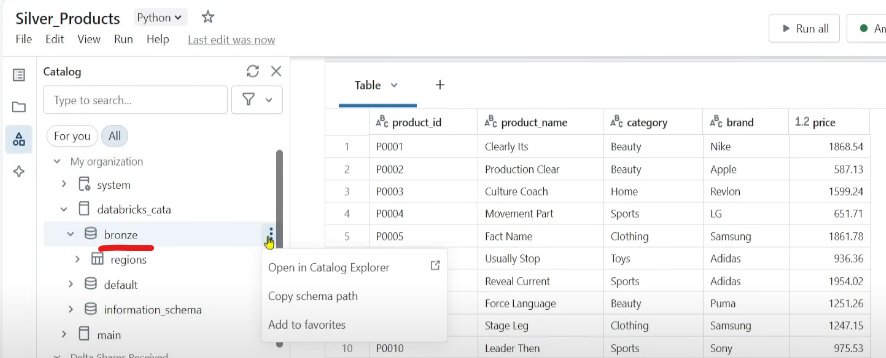 Silver_Products Python
File Edit View Run Help Last edit was now
Run all
Catalog
Type to search...
For you All
My organization
system
databricks_cata
bronze
regions
default
information_schema
main
Delta Shares Received
Open in Catalog Explorer
Copy schema path
Add to favorites
Table +
product_id product_name category brand 1.2 price
1 P0001 Clearly Its Beauty Nike 1868.54
2 P0002 Production Clear Beauty Apple 587.13
3 P0003 Culture Coach Home Revlon 1599.24
4 P0004 Movement Part Sports LG 651.71
5 P0005 Fact Name Clothing Samsung 1861.78
Usually Stop Toys Adidas 936.36
Reveal Current Sports Adidas 1954.02
Force Language Beauty Puma 1251.26
Stage Leg Clothing Samsung 1247.15
10 P0010 Leader Then Sports Sony 975.53